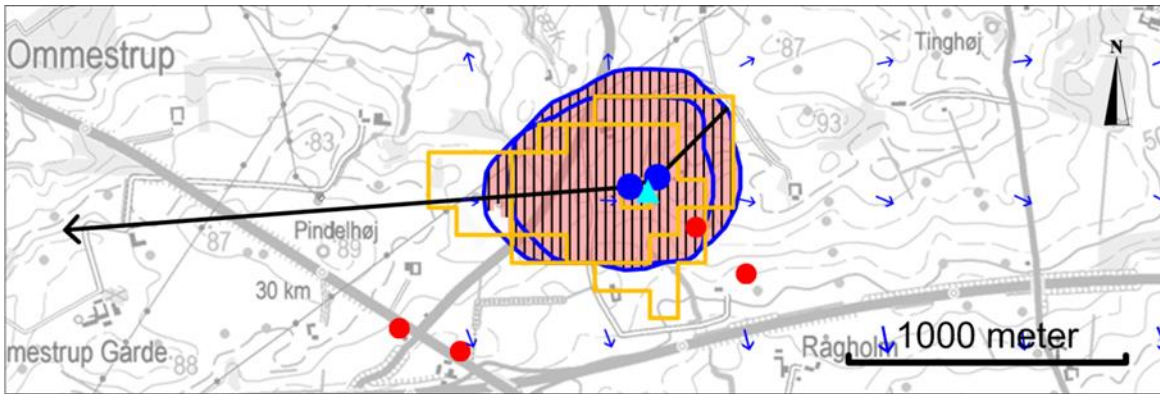 Ommestrup
87
Tinghøj
N
83
93
50
Pindelhøj
87
89
30 km
1000 meter
mestrup Gårde
88
Rågholm